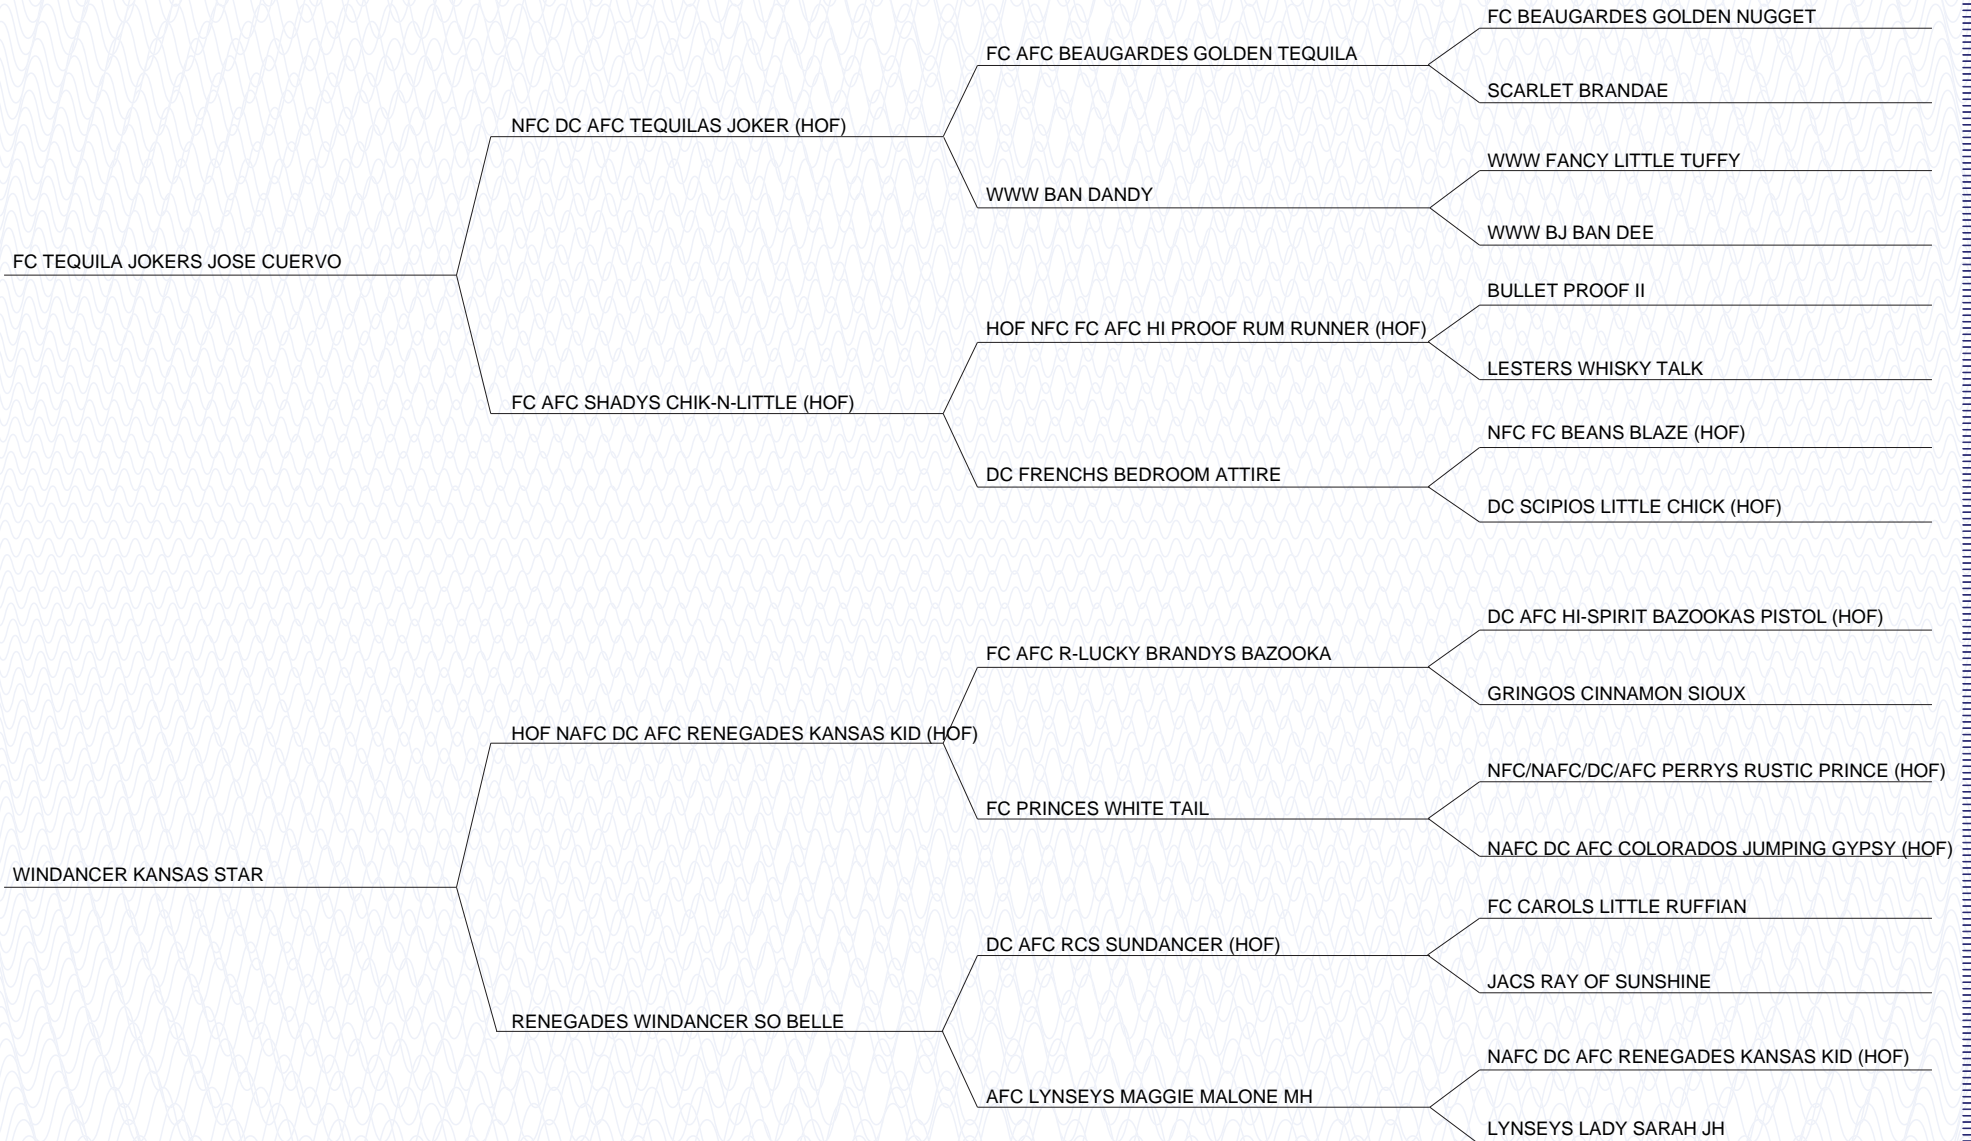 FC BEAUGARDES GOLDEN NUGGET
FC AFC BEAUGARDES GOLDEN TEQUILA
SCARLET BRANDAE
NFC DC AFC TEQUILAS JOKER (HOF)
WWW FANCY LITTLE TUFFY
WWW BAN DANDY
WWW BJ BAN DEE
FC TEQUILA JOKERS JOSE CUERVO
BULLET PROOF II
HOF NFC FC AFC HI PROOF RUM RUNNER (HOF)
LESTERS WHISKY TALK
FC AFC SHADYS CHIK-N-LITTLE (HOF)
NFC FC BEANS BLAZE (HOF)
DC FRENCHS BEDROOM ATTIRE
DC SCIPIOS LITTLE CHICK (HOF)
DC AFC HI-SPIRIT BAZOOKAS PISTOL (HOF)
FC AFC R-LUCKY BRANDYS BAZOOKA
GRINGOS CINNAMON SIOUX
HOF NAFC DC AFC RENEGADES KANSAS KID (HOF)
NFC/NAFC/DC/AFC PERRYS RUSTIC PRINCE (HOF)
FC PRINCES WHITE TAIL
NAFC DC AFC COLORADOS JUMPING GYPSY (HOF)
WINDANCER KANSAS STAR
FC CAROLS LITTLE RUFFIAN
DC AFC RCS SUNDANCER (HOF)
JACS RAY OF SUNSHINE
RENEGADES WINDANCER SO BELLE
NAFC DC AFC RENEGADES KANSAS KID (HOF)
AFC LYNSEYS MAGGIE MALONE MH
LYNSEYS LADY SARAH JH